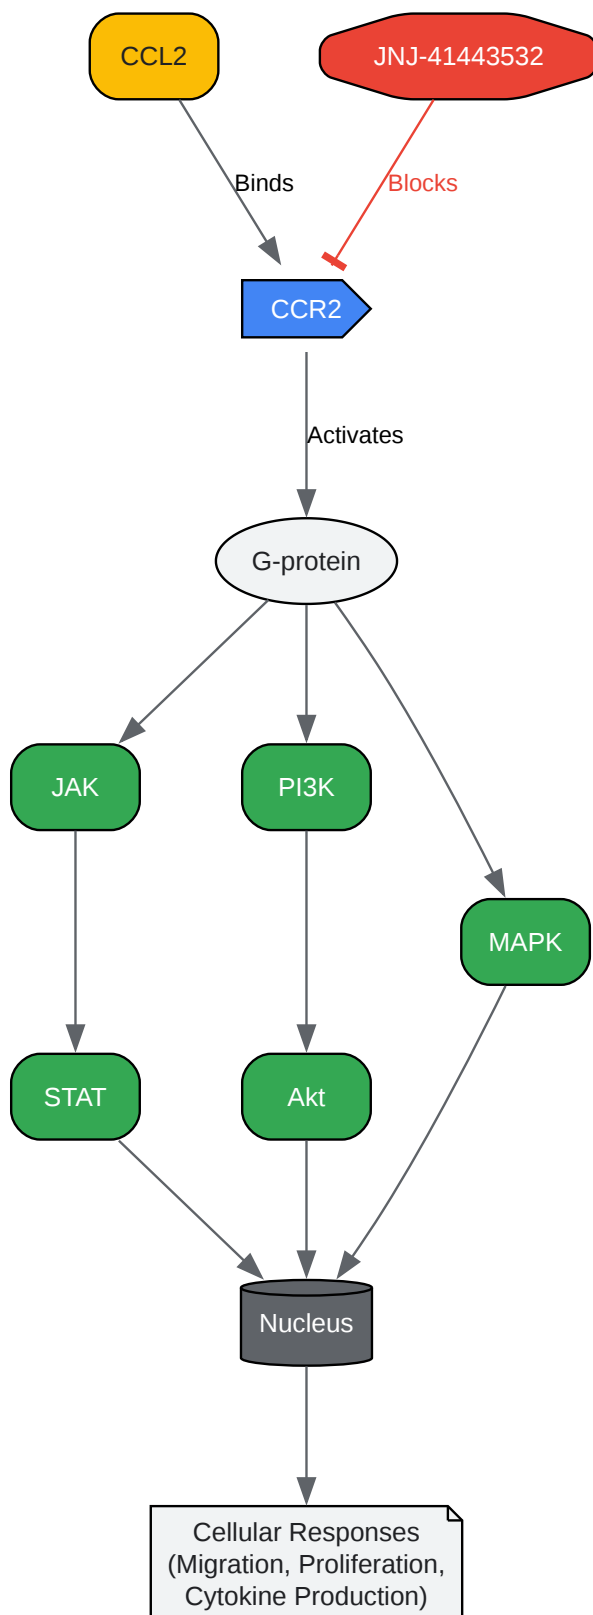 CCL2
JNJ-41443532
Binds
Blocks
CCR2
Activates
G-protein
JAK
PI3K
MAPK
STAT
Akt
Nucleus
Cellular Responses
(Migration, Proliferation,
Cytokine Production)